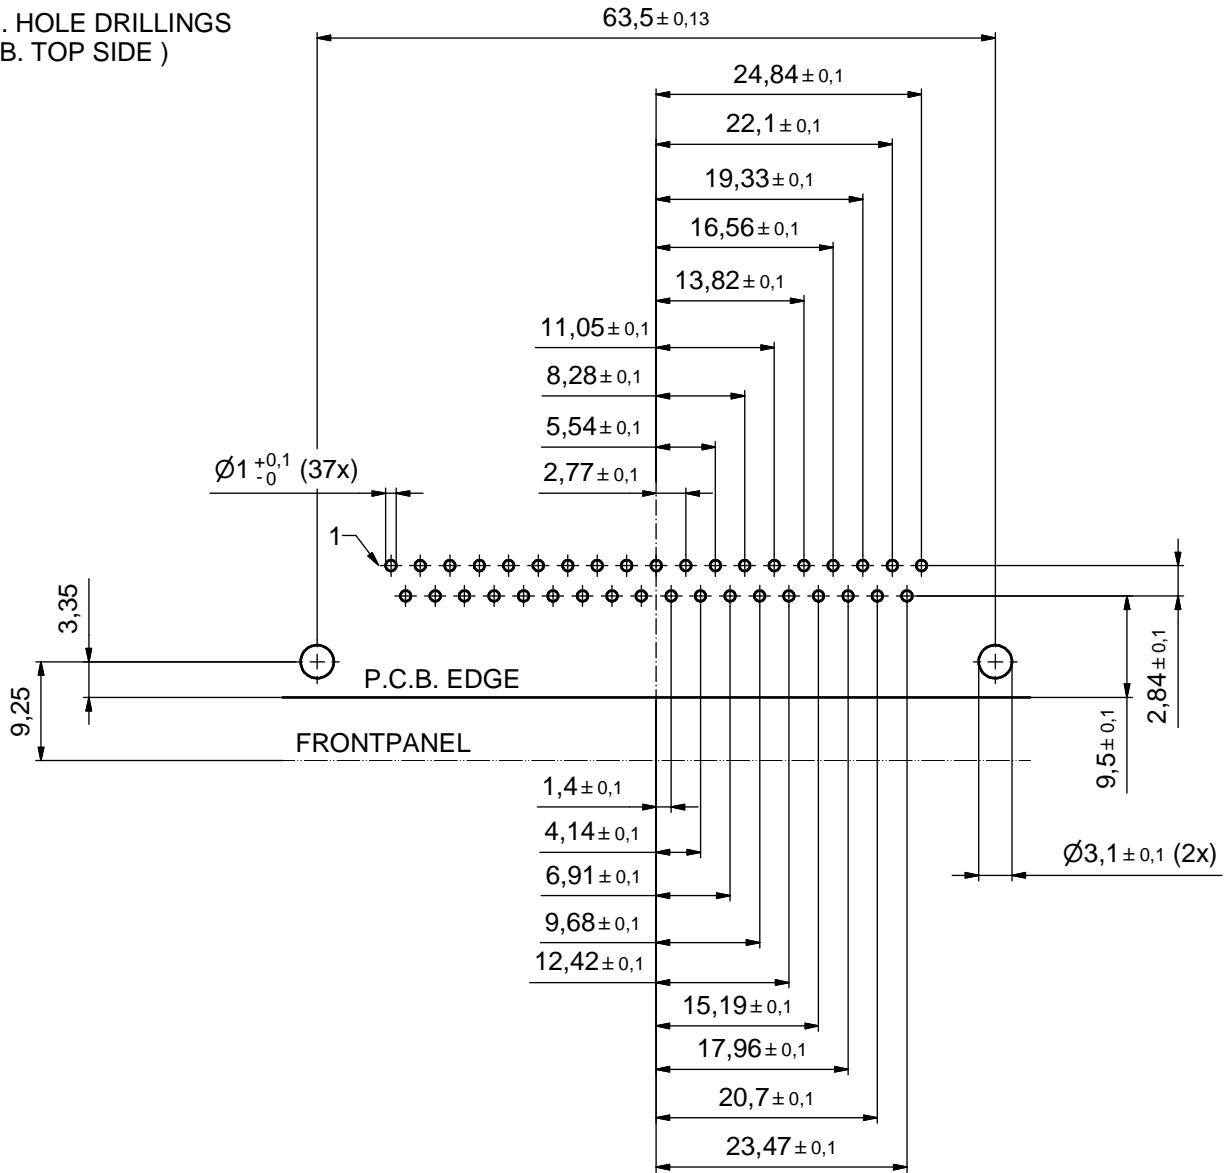 . HOLE DRILLINGS
B. TOP SIDE )
63,5 ± 0,13
24,84 ± 0,1
22,1 ± 0,1
19,33 ± 0,1
16,56 ± 0,1
13,82 ± 0,1
11,05 ± 0,1
8,28 ± 0,1
5,54 ± 0,1
Ø1 +0,1 -0 (37x)
2,77 ± 0,1
1
3,35
P.C.B. EDGE
2,84 ± 0,1
9,25
FRONTPANEL
9,5 ± 0,1
1,4 ± 0,1
4,14 ± 0,1
Ø3,1 ± 0,1 (2x)
6,91 ± 0,1
9,68 ± 0,1
12,42 ± 0,1
15,19 ± 0,1
17,96 ± 0,1
20,7 ± 0,1
23,47 ± 0,1